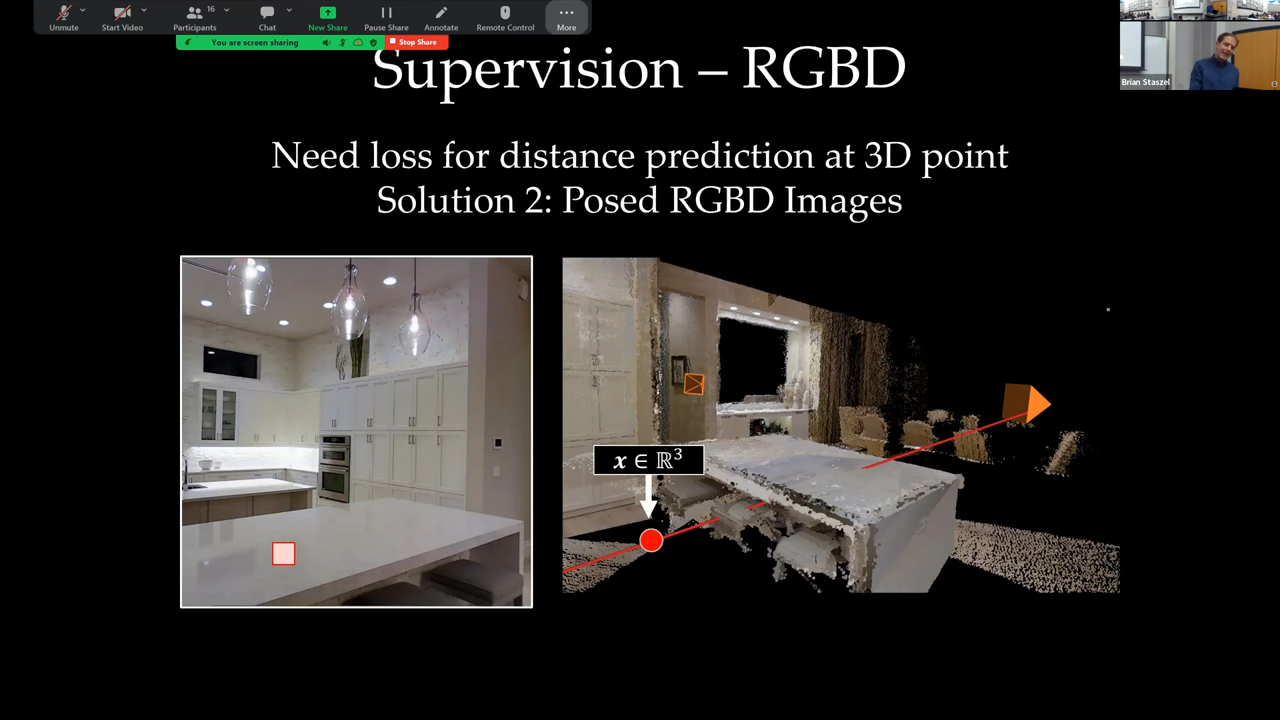 16
Unmute
Start Video
Participants
Chat
New Share
Pause Share
Annotate
Remote Control
More
You are screen sharing
Stop Share
Brian Staszel
Supervision – RGBD
Need loss for distance prediction at 3D point
Solution 2: Posed RGBD Images
x ∈ ℝ³